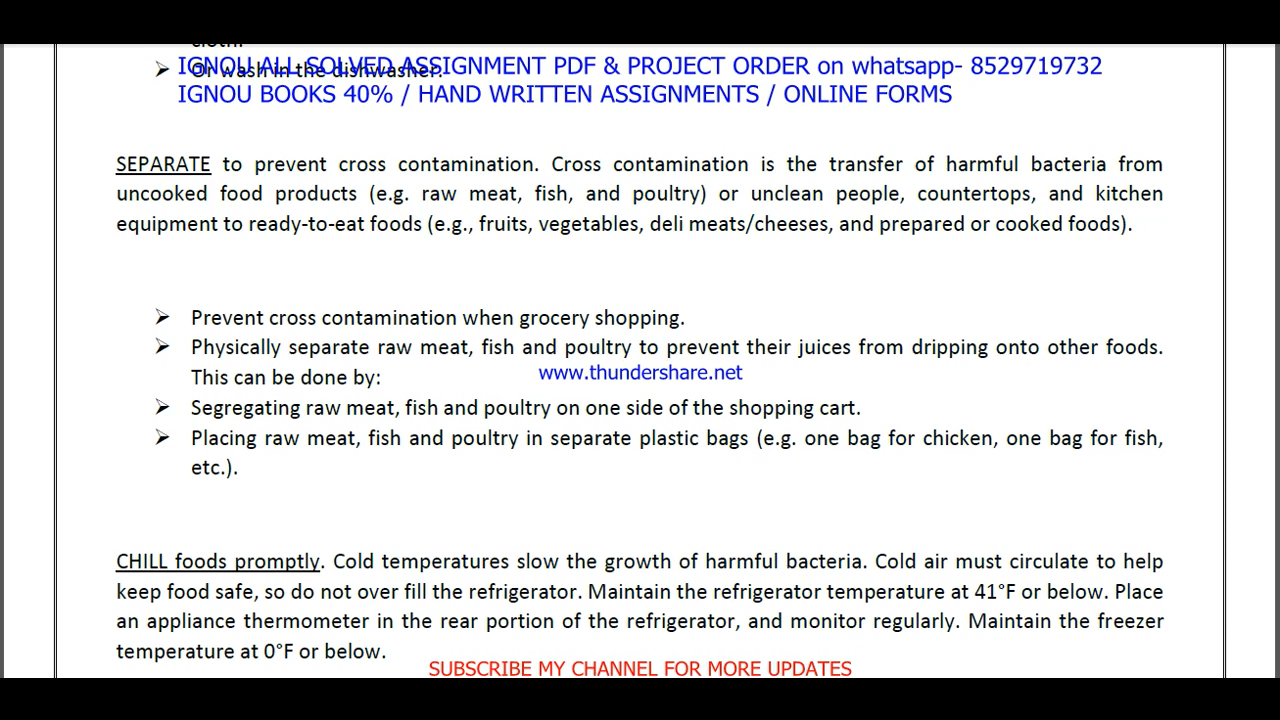 cloth.
Or wash in the dishwasher.
IGNOU ALL SOLVED ASSIGNMENT PDF & PROJECT ORDER on whatsapp- 8529719732
IGNOU BOOKS 40% / HAND WRITTEN ASSIGNMENTS / ONLINE FORMS
SEPARATE to prevent cross contamination. Cross contamination is the transfer of harmful bacteria from
uncooked food products (e.g. raw meat, fish, and poultry) or unclean people, countertops, and kitchen
equipment to ready-to-eat foods (e.g., fruits, vegetables, deli meats/cheeses, and prepared or cooked foods).
➢ Prevent cross contamination when grocery shopping.
➢ Physically separate raw meat, fish and poultry to prevent their juices from dripping onto other foods.
This can be done by:
www.thundershare.net
➢ Segregating raw meat, fish and poultry on one side of the shopping cart.
➢ Placing raw meat, fish and poultry in separate plastic bags (e.g. one bag for chicken, one bag for fish,
etc.).
CHILL foods promptly. Cold temperatures slow the growth of harmful bacteria. Cold air must circulate to help
keep food safe, so do not over fill the refrigerator. Maintain the refrigerator temperature at 41°F or below. Place
an appliance thermometer in the rear portion of the refrigerator, and monitor regularly. Maintain the freezer
temperature at 0°F or below.
SUBSCRIBE MY CHANNEL FOR MORE UPDATES